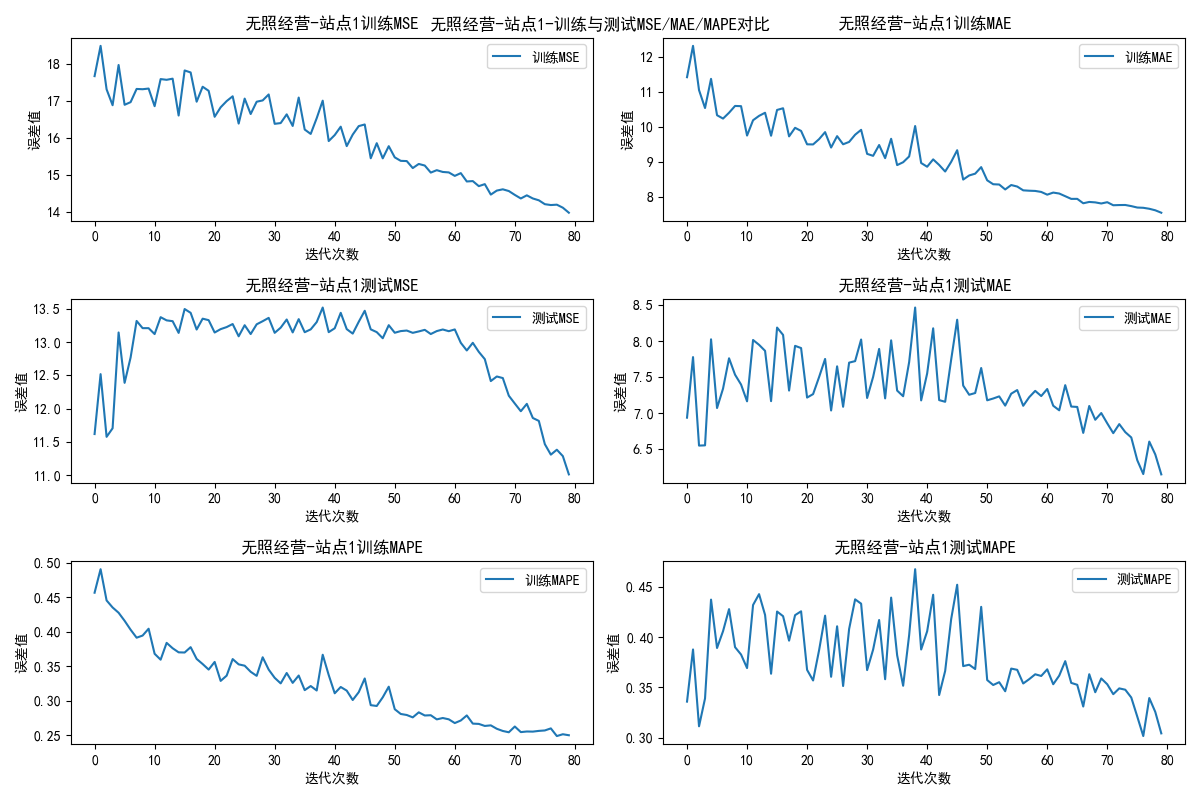 无照经营-站点1-训练与测试MSE/MAE/MAPE对比
无照经营-站点1训练MSE
训练MSE
误差值
18
17
16
15
14
0 10 20 30 40 50 60 70 80
迭代次数
无照经营-站点1训练MAE
训练MAE
误差值
12
11
10
9
8
0 10 20 30 40 50 60 70 80
迭代次数
无照经营-站点1测试MSE
测试MSE
误差值
13.5
13.0
12.5
12.0
11.5
11.0
0 10 20 30 40 50 60 70 80
迭代次数
无照经营-站点1测试MAE
测试MAE
误差值
8.5
8.0
7.5
7.0
6.5
0 10 20 30 40 50 60 70 80
迭代次数
无照经营-站点1训练MAPE
训练MAPE
误差值
0.50
0.45
0.40
0.35
0.30
0.25
0 10 20 30 40 50 60 70 80
迭代次数
无照经营-站点1测试MAPE
测试MAPE
误差值
0.45
0.40
0.35
0.30
0 10 20 30 40 50 60 70 80
迭代次数